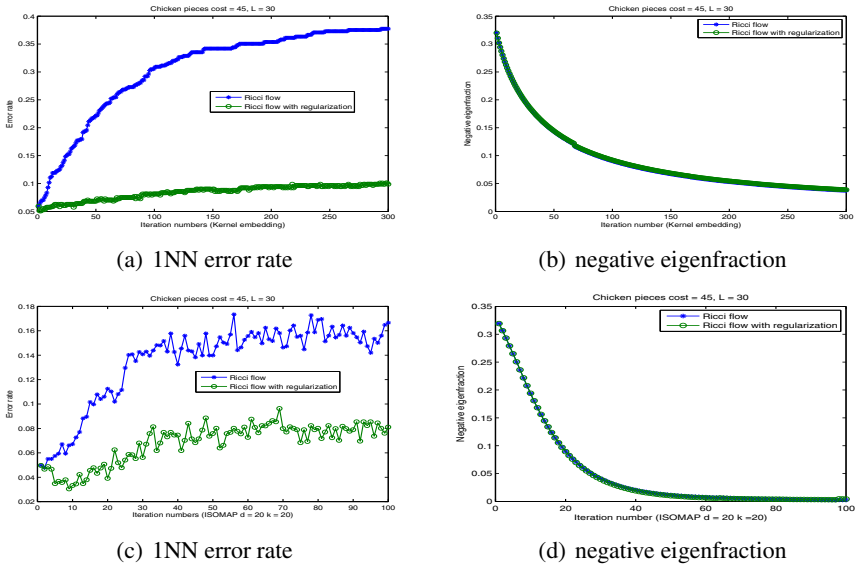 Chicken pieces cost = 45, L = 30
0.4
0.35
0.3
0.25
0.2
0.15
0.1
0.05
Error rate
Ricci flow
Ricci flow with regularization
0 50 100 150 200 250 300
Iteration numbers (Kernel embedding)
(a) 1NN error rate
Chicken pieces cost = 45, L = 30
0.35
0.3
0.25
0.2
0.15
0.1
0.05
0
Negative eigenfraction
Ricci flow
Ricci flow with regularization
0 50 100 150 200 250 300
Iteration number (Kernel embedding)
(b) negative eigenfraction
Chicken pieces cost = 45, L = 30
0.18
0.16
0.14
0.12
0.1
0.08
0.06
0.04
0.02
Error rate
Ricci flow
Ricci flow with regularization
0 10 20 30 40 50 60 70 80 90 100
Iteration numbers (ISOMAP d = 20 k = 20)
(c) 1NN error rate
Chicken pieces cost = 45, L = 30
0.35
0.3
0.25
0.2
0.15
0.1
0.05
0
Negative eigenfraction
Ricci flow
Ricci flow with regularization
0 20 40 60 80 100
Iteration number (ISOMAP d = 20 k =20)
(d) negative eigenfraction